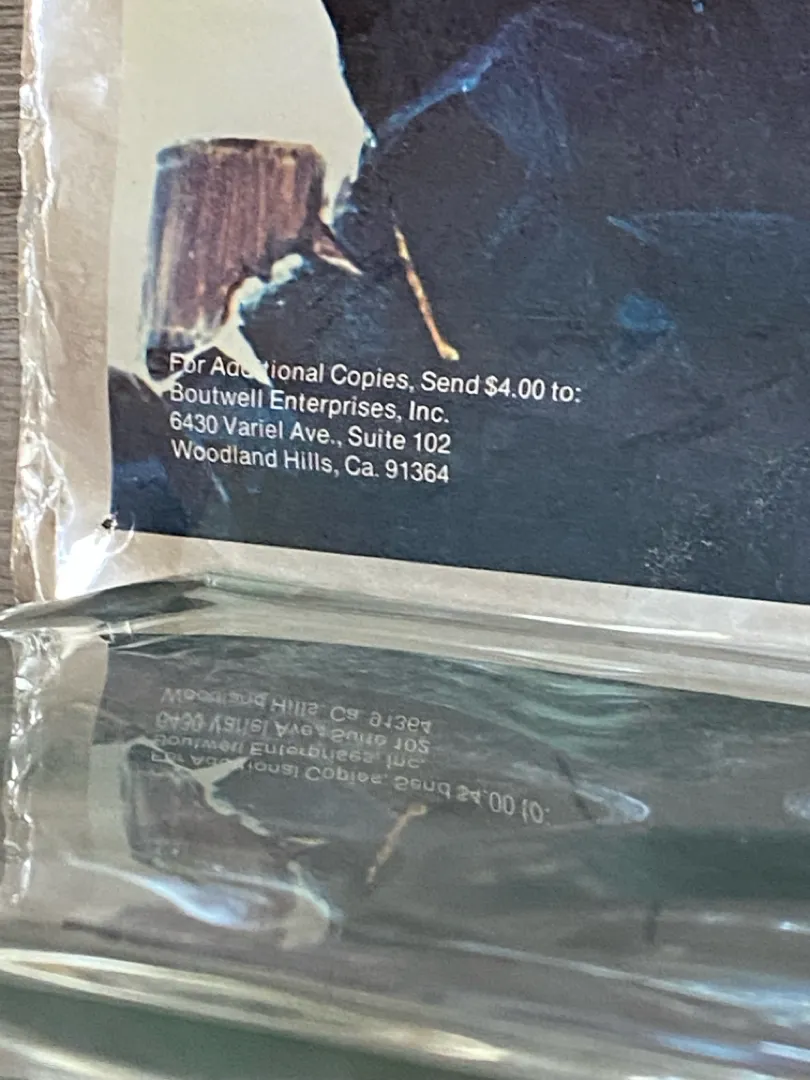 For Additional Copies, Send $4.00 to:
Boutwell Enterprises, Inc.
6430 Variel Ave., Suite 102
Woodland Hills, Ca. 91364